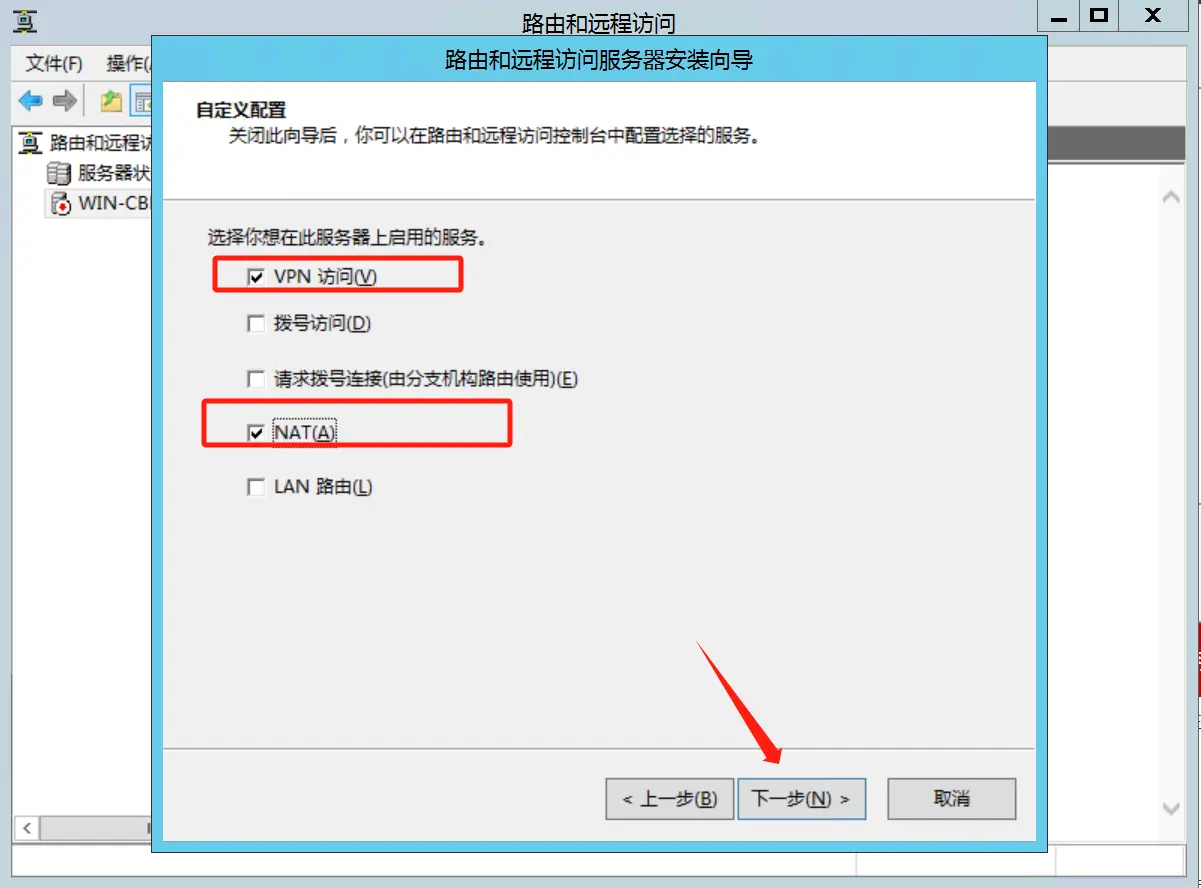 路由和远程访问
路由和远程访问服务器安装向导
文件(F) 操作(
自定义配置
关闭此向导后，你可以在路由和远程访问控制台中配置选择的服务。
路由和远程访
服务器状
WIN-CB
选择你想在此服务器上启用的服务。
VPN 访问(V)
拨号访问(D)
请求拨号连接(由分支机构路由使用)(E)
NAT(A)
LAN 路由(L)
< 上一步(B) 下一步(N) > 取消